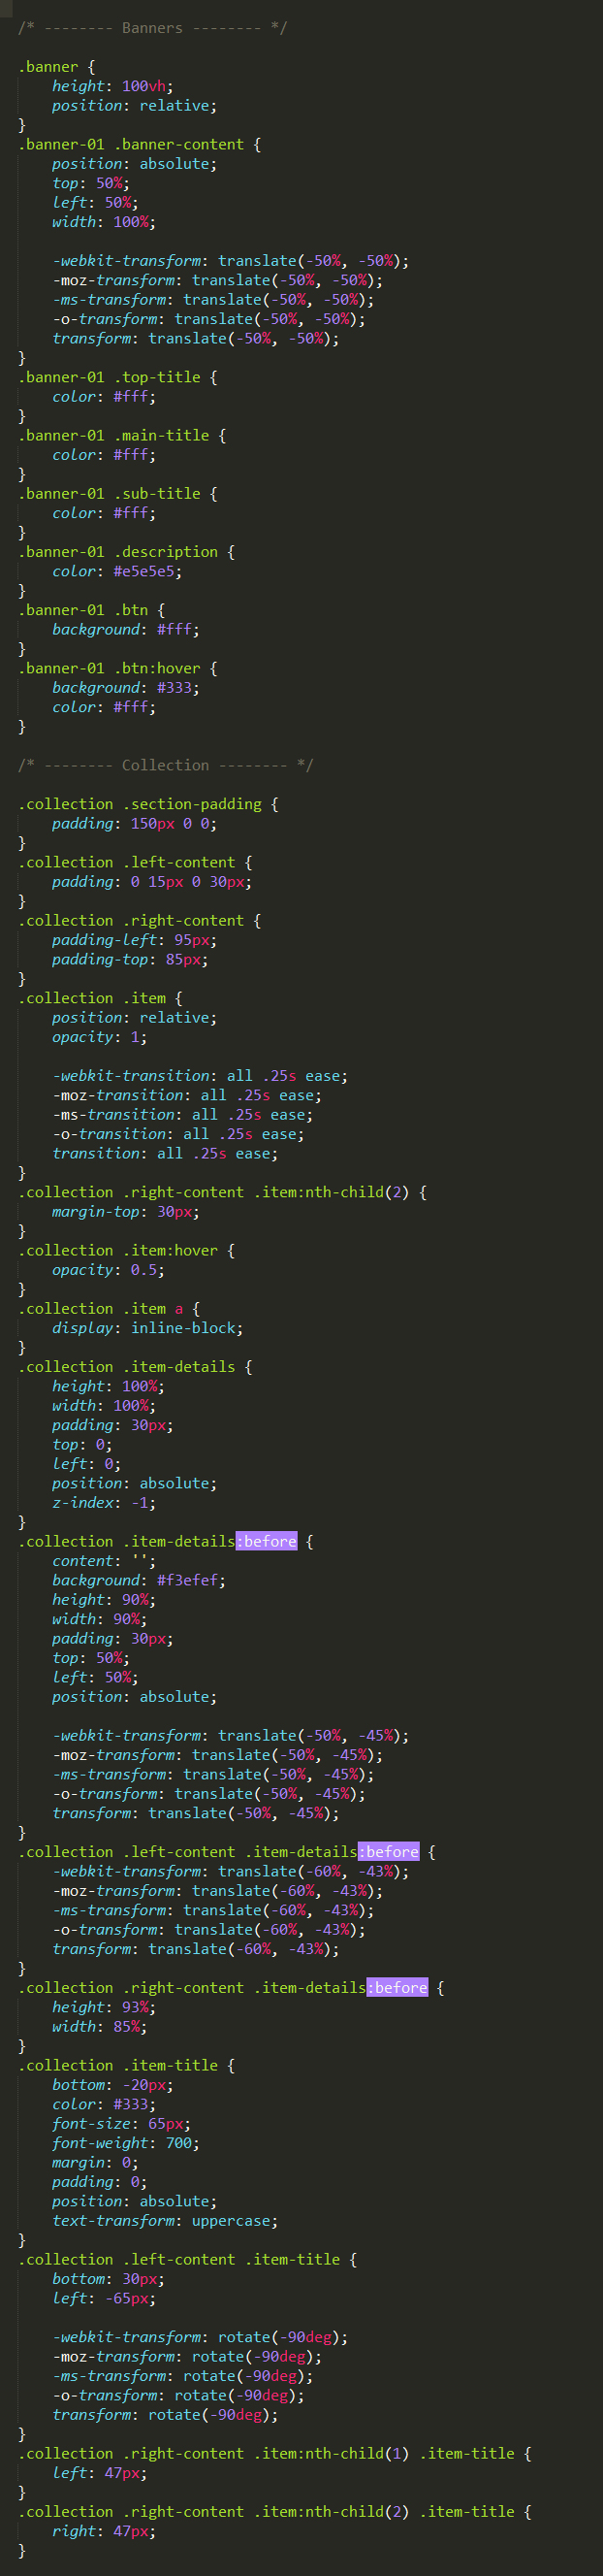 /* -------- Banners -------- */

.banner {
    height: 100vh;
    position: relative;
}
.banner-01 .banner-content {
    position: absolute;
    top: 50%;
    left: 50%;
    width: 100%;

    -webkit-transform: translate(-50%, -50%);
    -moz-transform: translate(-50%, -50%);
    -ms-transform: translate(-50%, -50%);
    -o-transform: translate(-50%, -50%);
    transform: translate(-50%, -50%);
}
.banner-01 .top-title {
    color: #fff;
}
.banner-01 .main-title {
    color: #fff;
}
.banner-01 .sub-title {
    color: #fff;
}
.banner-01 .description {
    color: #e5e5e5;
}
.banner-01 .btn {
    background: #fff;
}
.banner-01 .btn:hover {
    background: #333;
    color: #fff;
}

/* -------- Collection -------- */

.collection .section-padding {
    padding: 150px 0 0;
}
.collection .left-content {
    padding: 0 15px 0 30px;
}
.collection .right-content {
    padding-left: 95px;
    padding-top: 85px;
}
.collection .item {
    position: relative;
    opacity: 1;

    -webkit-transition: all .25s ease;
    -moz-transition: all .25s ease;
    -ms-transition: all .25s ease;
    -o-transition: all .25s ease;
    transition: all .25s ease;
}
.collection .right-content .item:nth-child(2) {
    margin-top: 30px;
}
.collection .item:hover {
    opacity: 0.5;
}
.collection .item a {
    display: inline-block;
}
.collection .item-details {
    height: 100%;
    width: 100%;
    padding: 30px;
    top: 0;
    left: 0;
    position: absolute;
    z-index: -1;
}
.collection .item-details:before {
    content: '';
    background: #f3efef;
    height: 90%;
    width: 90%;
    padding: 30px;
    top: 50%;
    left: 50%;
    position: absolute;

    -webkit-transform: translate(-50%, -45%);
    -moz-transform: translate(-50%, -45%);
    -ms-transform: translate(-50%, -45%);
    -o-transform: translate(-50%, -45%);
    transform: translate(-50%, -45%);
}
.collection .left-content .item-details:before {
    -webkit-transform: translate(-60%, -43%);
    -moz-transform: translate(-60%, -43%);
    -ms-transform: translate(-60%, -43%);
    -o-transform: translate(-60%, -43%);
    transform: translate(-60%, -43%);
}
.collection .right-content .item-details:before {
    height: 93%;
    width: 85%;
}
.collection .item-title {
    bottom: -20px;
    color: #333;
    font-size: 65px;
    font-weight: 700;
    margin: 0;
    padding: 0;
    position: absolute;
    text-transform: uppercase;
}
.collection .left-content .item-title {
    bottom: 30px;
    left: -65px;

    -webkit-transform: rotate(-90deg);
    -moz-transform: rotate(-90deg);
    -ms-transform: rotate(-90deg);
    -o-transform: rotate(-90deg);
    transform: rotate(-90deg);
}
.collection .right-content .item:nth-child(1) .item-title {
    left: 47px;
}
.collection .right-content .item:nth-child(2) .item-title {
    right: 47px;
}